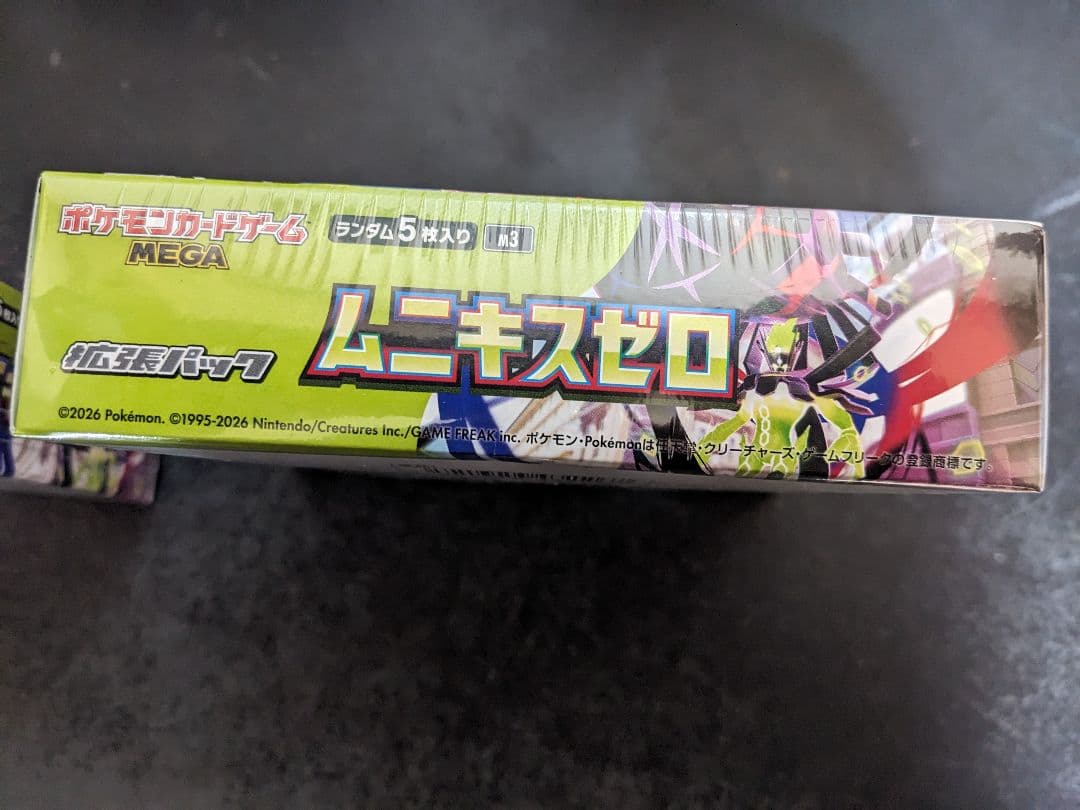 ポケモンカードゲーム
MEGA
ランダム5枚入り M3
ムニキスゼロ
拡張パック
©2026 Pokémon. ©1995-2026 Nintendo/Creatures Inc./GAME FREAK inc. ポケモン・Pokémonは任天堂・クリーチャーズ・ゲームフリークの登録商標です。